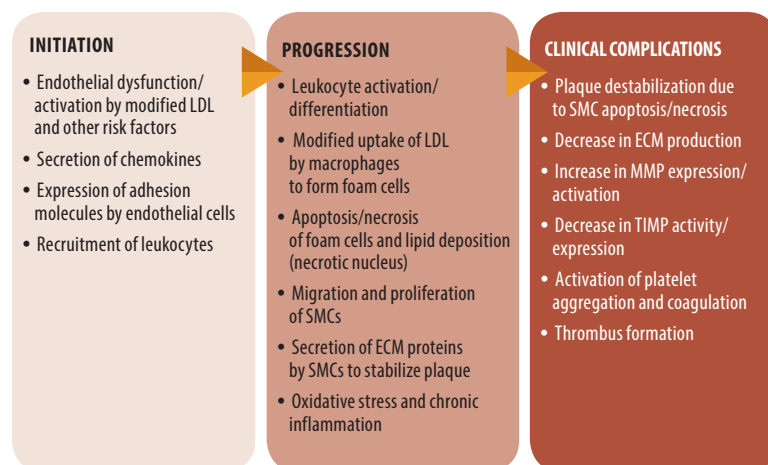 INITIATION
• Endothelial dysfunction/
activation by modified LDL
and other risk factors
• Secretion of chemokines
• Expression of adhesion
molecules by endothelial cells
• Recruitment of leukocytes
PROGRESSION
• Leukocyte activation/
differentiation
• Modified uptake of LDL
by macrophages
to form foam cells
• Apoptosis/necrosis
of foam cells and lipid deposition
(necrotic nucleus)
• Migration and proliferation
of SMCs
• Secretion of ECM proteins
by SMCs to stabilize plaque
• Oxidative stress and chronic
inflammation
CLINICAL COMPLICATIONS
• Plaque destabilization due
to SMC apoptosis/necrosis
• Decrease in ECM production
• Increase in MMP expression/
activation
• Decrease in TIMP activity/
expression
• Activation of platelet
aggregation and coagulation
• Thrombus formation